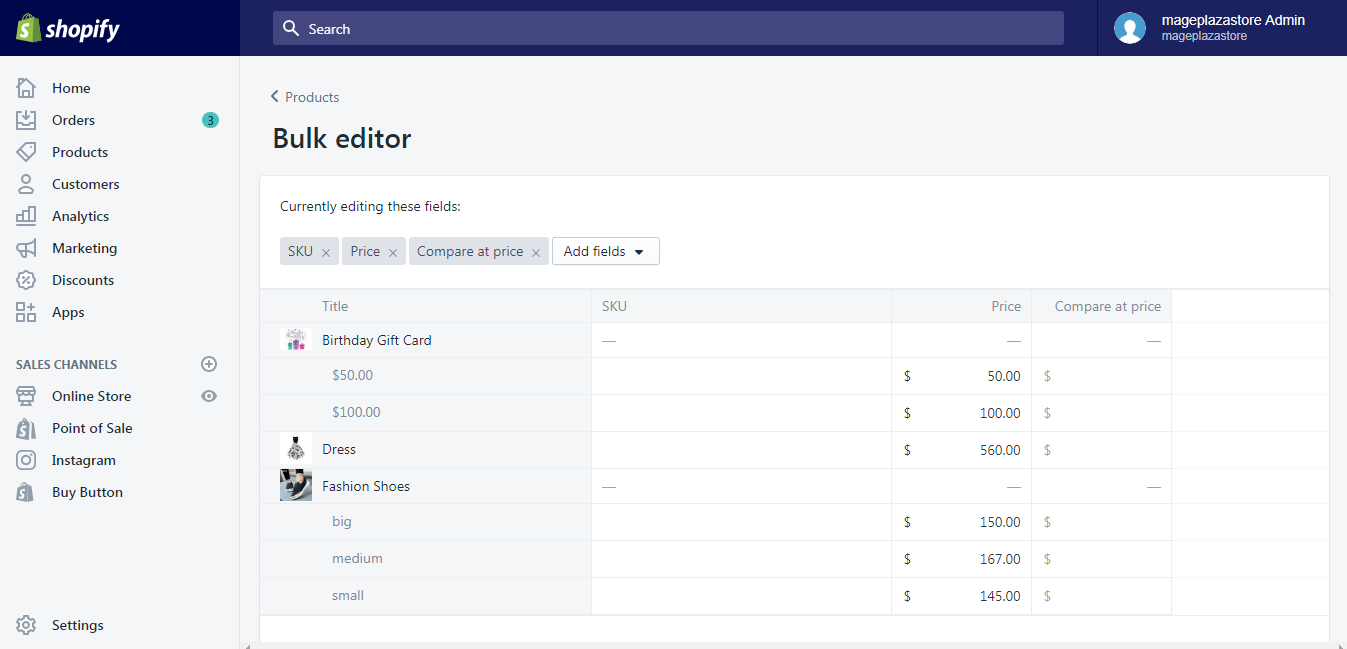 shopify
Search
mageplazastore Admin
mageplazastore
Home
Orders 3
Products
Customers
Analytics
Marketing
Discounts
Apps
SALES CHANNELS
Online Store
Point of Sale
Instagram
Buy Button
Settings
Products
Bulk editor
Currently editing these fields:
SKU × Price × Compare at price × Add fields
Title SKU Price Compare at price
Birthday Gift Card — — —
$50.00 $ 50.00 $
$100.00 $ 100.00 $
Dress $ 560.00 $
Fashion Shoes — — —
big $ 150.00 $
medium $ 167.00 $
small $ 145.00 $